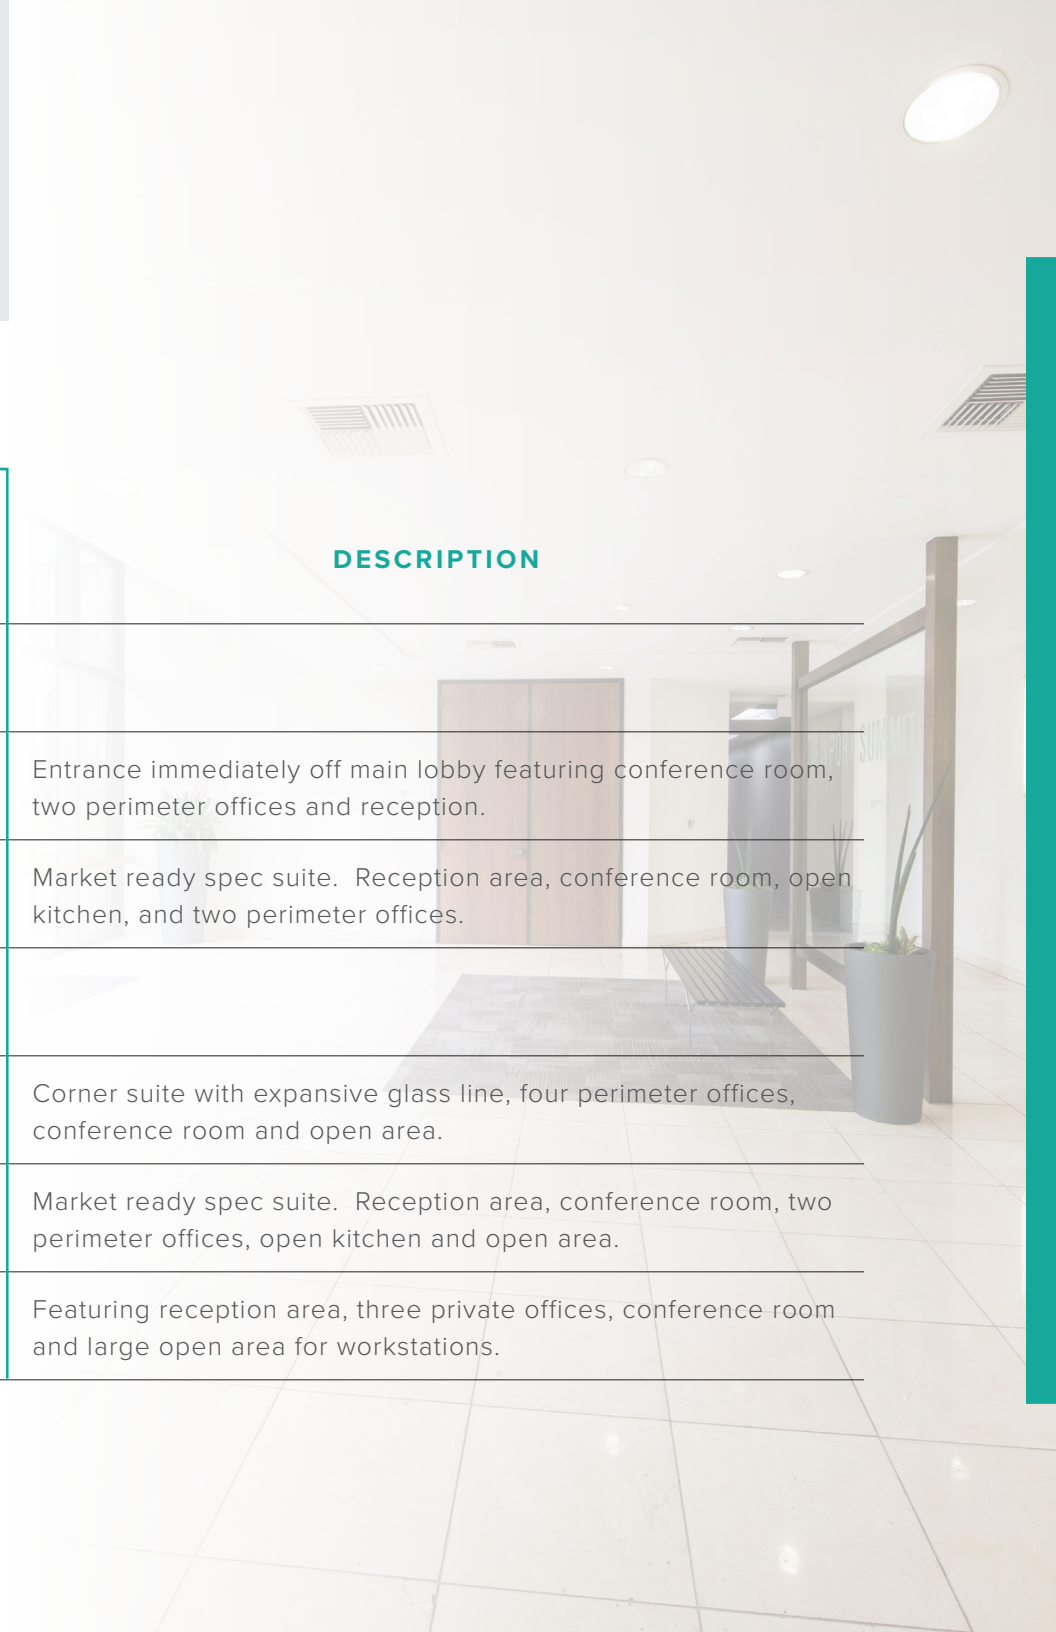 DESCRIPTION
Entrance immediately off main lobby featuring conference room,
two perimeter offices and reception.
Market ready spec suite.  Reception area, conference room, open
kitchen, and two perimeter offices.
Corner suite with expansive glass line, four perimeter offices,
conference room and open area.
Market ready spec suite.  Reception area, conference room, two
perimeter offices, open kitchen and open area.
Featuring reception area, three private offices, conference room
and large open area for workstations.